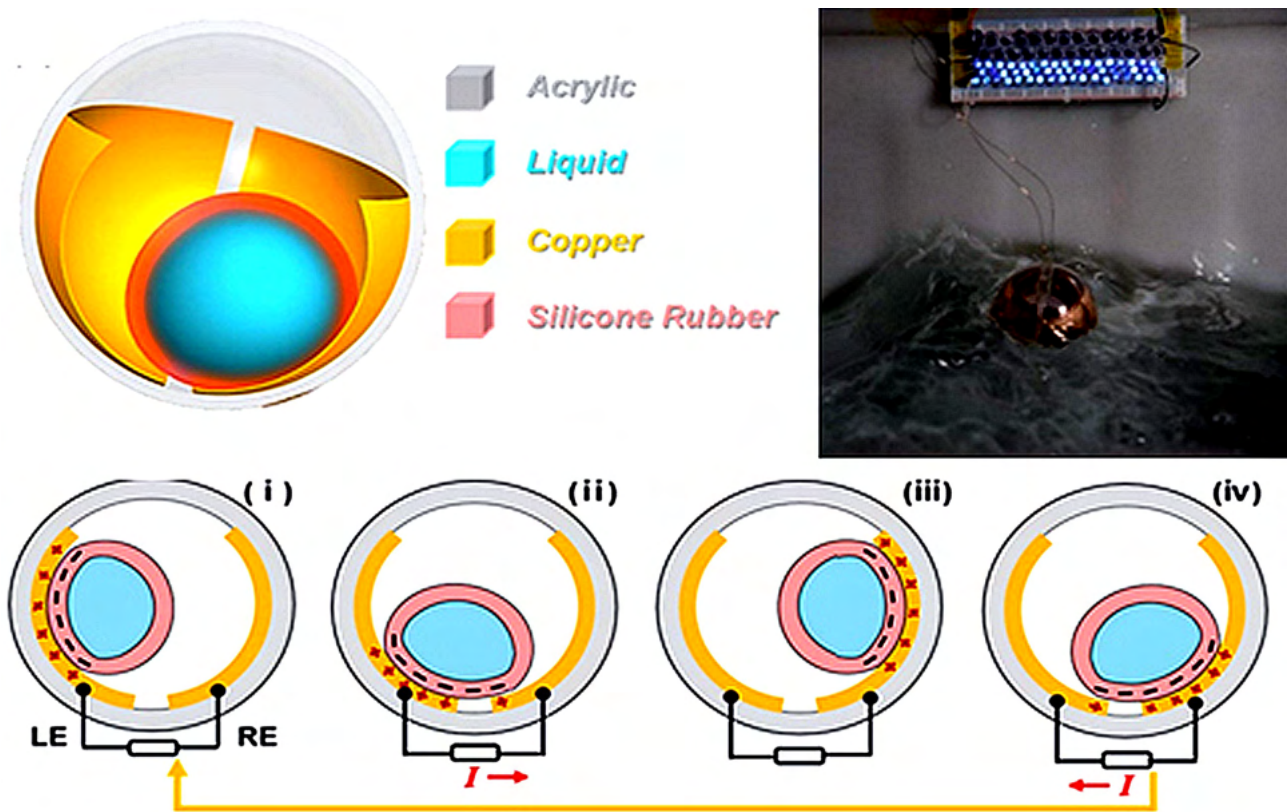 Acrylic
Liquid
Copper
Silicone Rubber
(i)
(ii)
(iii)
(iv)
LE
RE
I
I